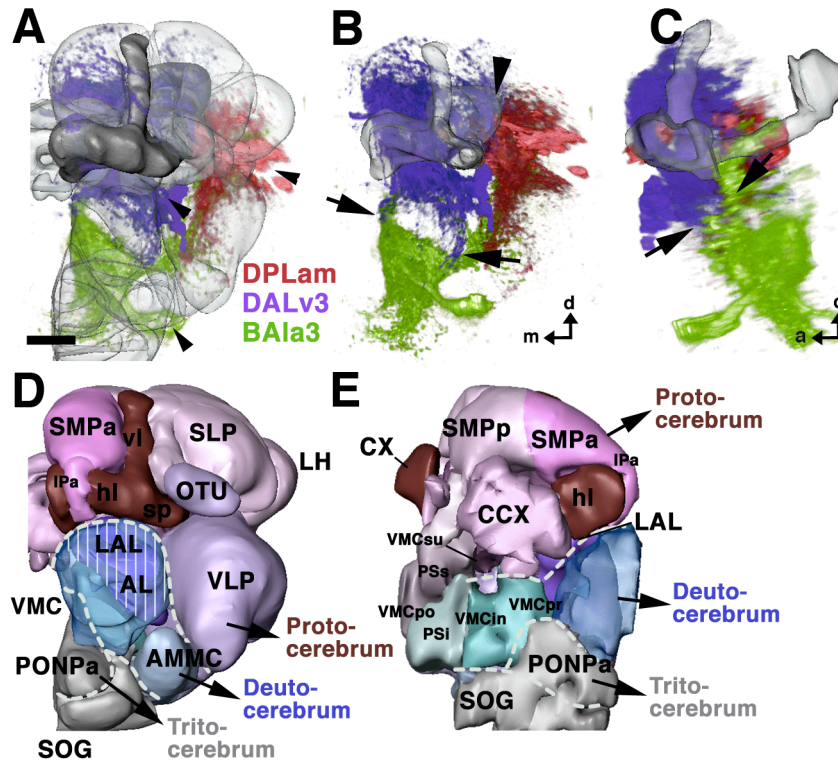 A
B
C
DPLam
DALv3
BAla3
d
m
a
D
SMPa
vl
SLP
LH
IPa
hl
OTU
sp
LAL
AL
VLP
VMC
Proto-
cerebrum
PONPa
AMMC
Deuto-
cerebrum
Trito-
cerebrum
SOG
E
Proto-
cerebrum
SMPp
SMPa
CX
IPa
hl
CCX
LAL
VMCsu
PSs
Deuto-
cerebrum
VMCpo
VMCpr
VMCin
PSi
PONPa
SOG
Trito-
cerebrum